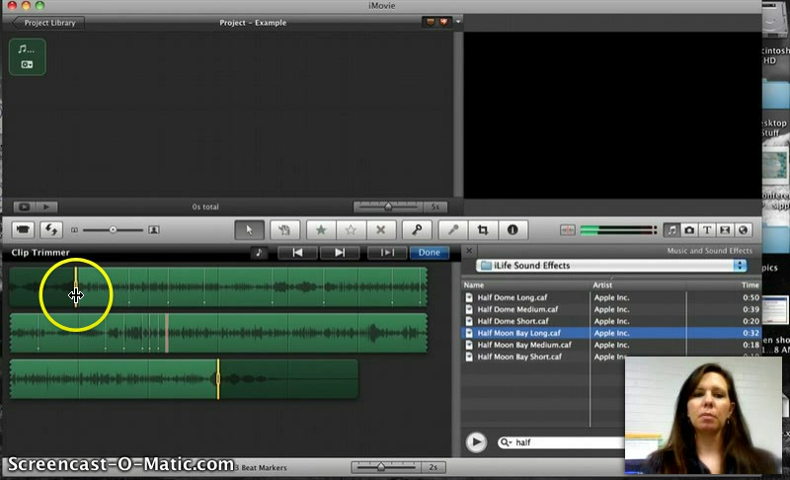 iMovie
Project Library
Project - Example
0s total
5s
Clip Trimmer
Done
Music and Sound Effects
iLife Sound Effects
Name Artist Time
Half Dome Long.caf Apple Inc. 0:50
Half Dome Medium.caf Apple Inc. 0:39
Half Dome Short.caf Apple Inc. 0:20
Half Moon Bay Long.caf Apple Inc. 0:32
Half Moon Bay Medium.caf Apple Inc. 0:18
Half Moon Bay Short.caf Apple Inc.
half
Screencast-O-Matic.com
Beat Markers
2s
HD